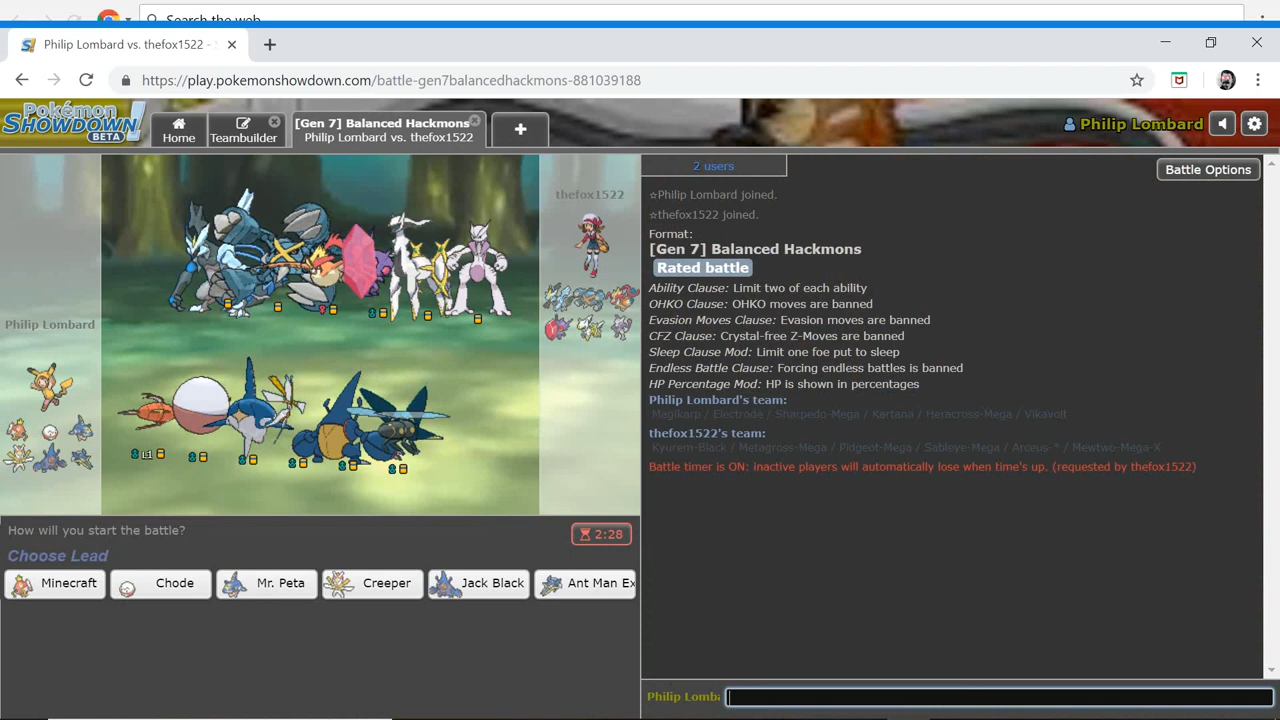 Search the web
Philip Lombard vs. thefox1522 -
https://play.pokemonshowdown.com/battle-gen7balancedhackmons-881039188
Pokémon
SHOWDOWN!
BETA
Home
Teambuilder
[Gen 7] Balanced Hackmons
Philip Lombard vs. thefox1522
Philip Lombard
2 users
Battle Options
thefox1522
Philip Lombard
L1
☆Philip Lombard joined.
☆thefox1522 joined.
Format:
[Gen 7] Balanced Hackmons
Rated battle
Ability Clause: Limit two of each ability
OHKO Clause: OHKO moves are banned
Evasion Moves Clause: Evasion moves are banned
CFZ Clause: Crystal-free Z-Moves are banned
Sleep Clause Mod: Limit one foe put to sleep
Endless Battle Clause: Forcing endless battles is banned
HP Percentage Mod: HP is shown in percentages
Philip Lombard's team:
Magikarp / Electrode / Sharpedo-Mega / Kartana / Heracross-Mega / Vikavolt
thefox1522's team:
Kyurem-Black / Metagross-Mega / Pidgeot-Mega / Sableye-Mega / Arceus-* / Mewtwo-Mega-X
Battle timer is ON: inactive players will automatically lose when time's up. (requested by thefox1522)
How will you start the battle?
2:28
Choose Lead
Minecraft
Chode
Mr. Peta
Creeper
Jack Black
Ant Man Ex
Philip Lomba